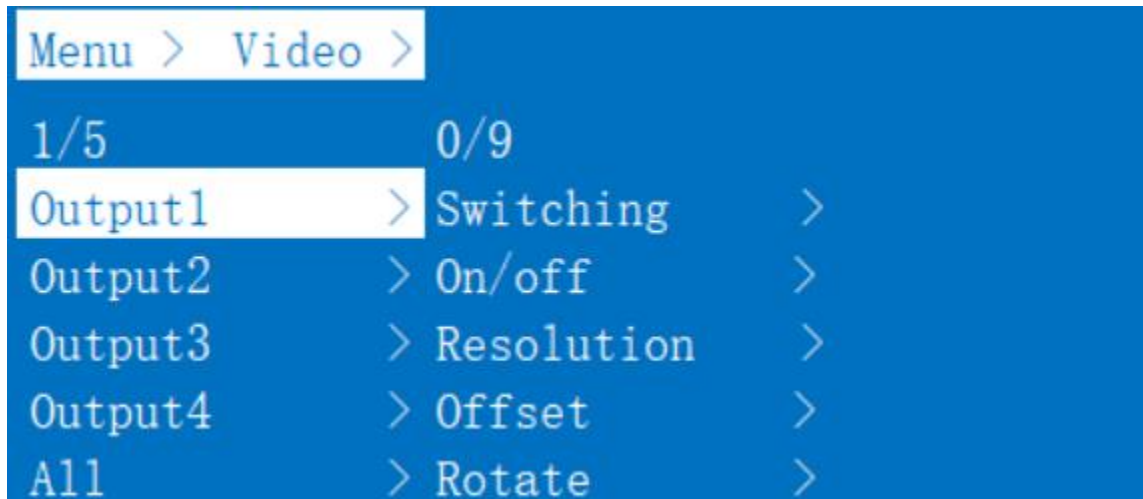 Menu > Video >
1/5 0/9
Output1 > Switching >
Output2 > On/off >
Output3 > Resolution >
Output4 > Offset >
All > Rotate >